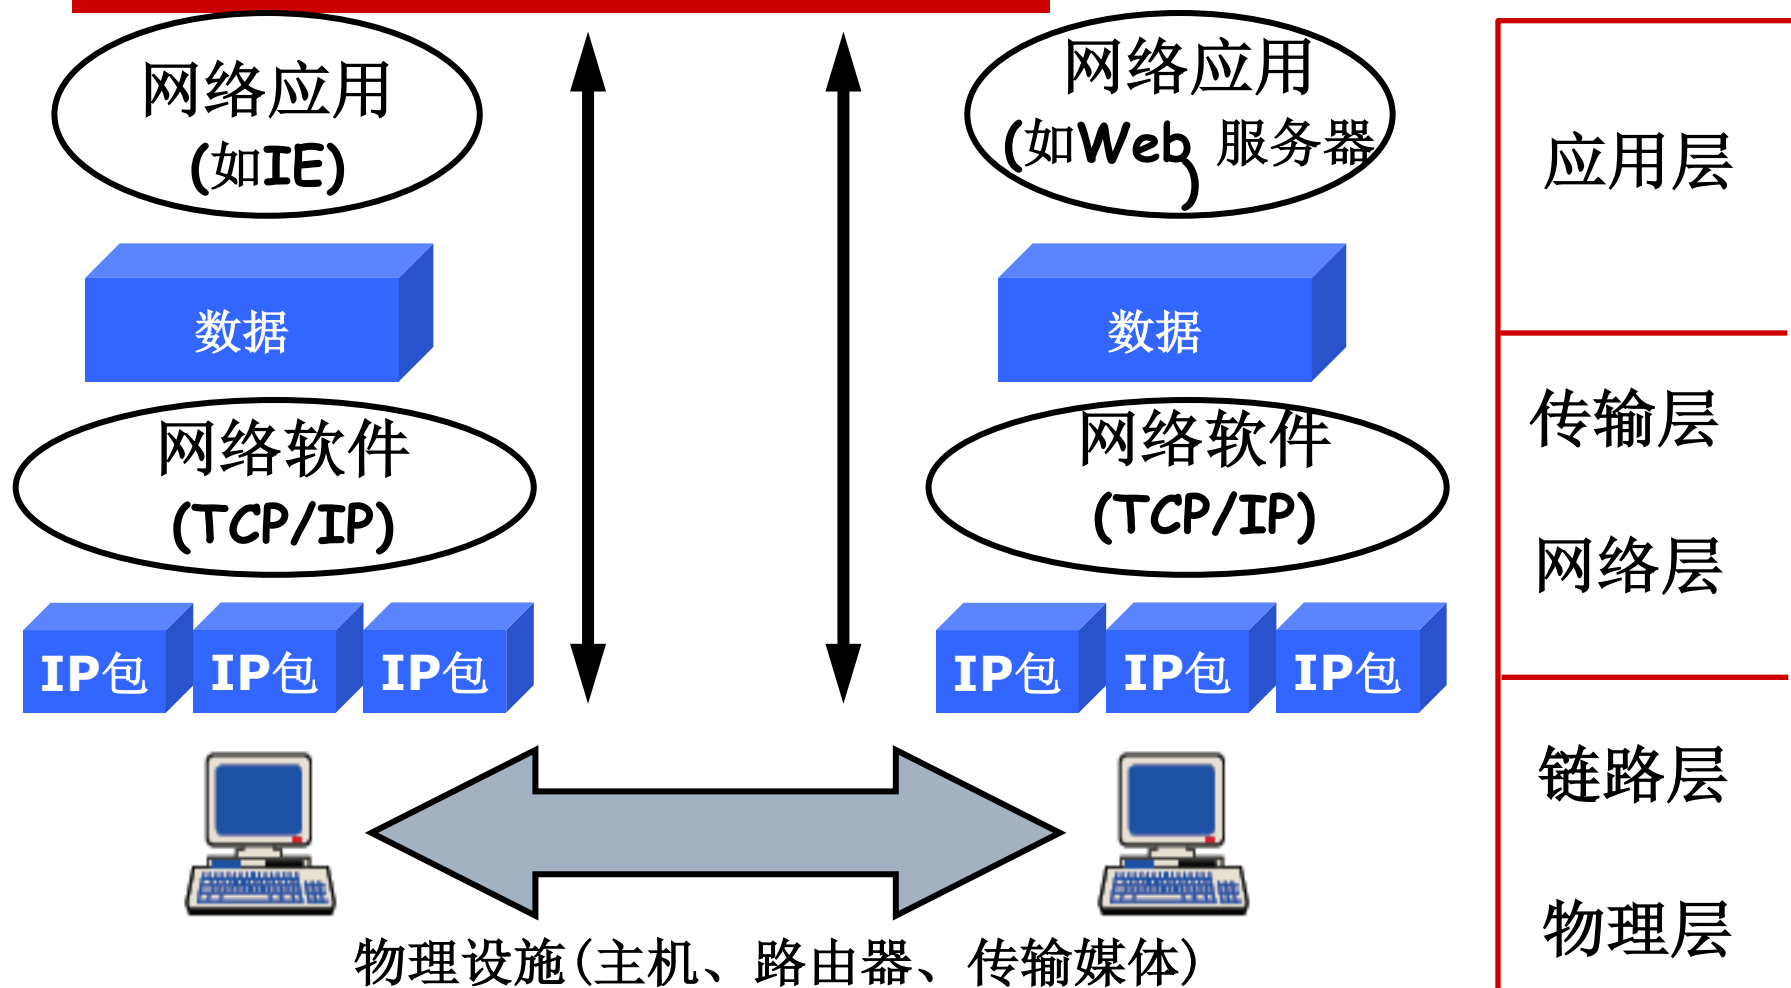 网络应用
(如IE)
数据
网络软件
(TCP/IP)
IP包 IP包 IP包
网络应用
(如Web 服务器
)
数据
网络软件
(TCP/IP)
IP包 IP包 IP包
物理设施(主机、路由器、传输媒体)
应用层
传输层
网络层
链路层
物理层